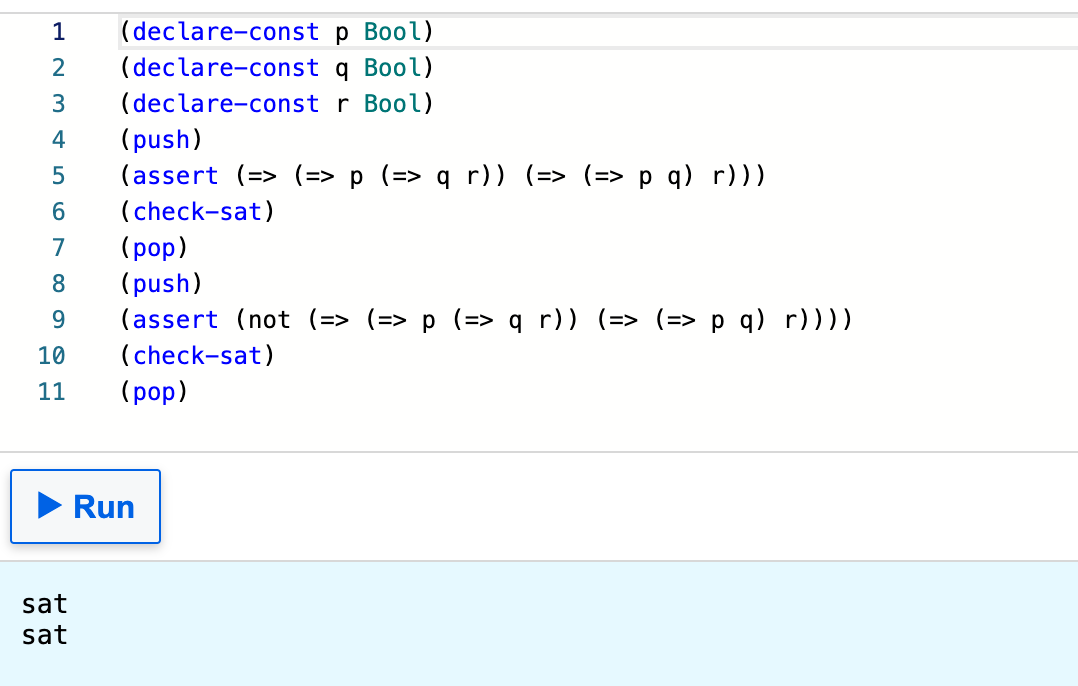 1 (declare-const p Bool)
2 (declare-const q Bool)
3 (declare-const r Bool)
4 (push)
5 (assert (=> (=> p (=> q r)) (=> (=> p q) r)))
6 (check-sat)
7 (pop)
8 (push)
9 (assert (not (=> (=> p (=> q r)) (=> (=> p q) r))))
10 (check-sat)
11 (pop)
Run
sat
sat